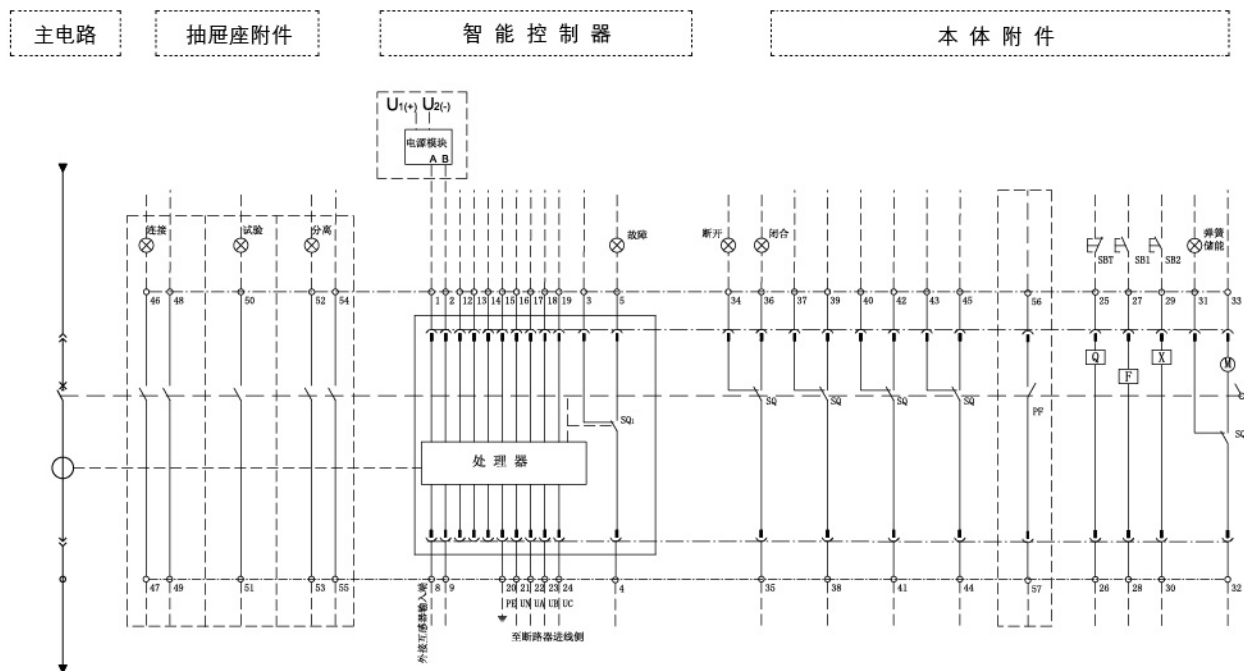 主电路 抽屉座附件 智能控制器 本体附件
U1(+) U2(-)
电源模块
A B
连接 试验 分离 故障 断开 闭合 弹簧
储能
SBT SB1 SB2
46 48 50 52 54 1 2 12 13 14 15 16 17 18 19 3 5 34 36 37 39 40 42 43 45 56 25 27 29 31 33
Q X
F M
SQ1 SQ SQ SQ SQ PF
SQ
处理器
47 49 51 53 55 8 9 20 21 22 23 24 4 35 38 41 44 57 26 28 30 32
PE UN UA UB UC
外接互感器输入端
至断路器进线侧